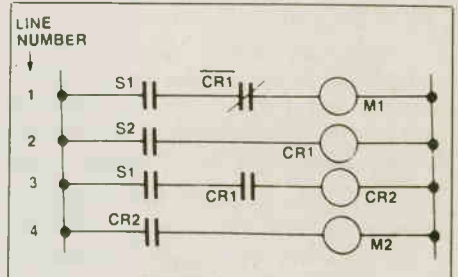 LINE
NUMBER
1 S1 CR1 M1
2 S2 CR1
3 S1 CR1 CR2
4 CR2 M2